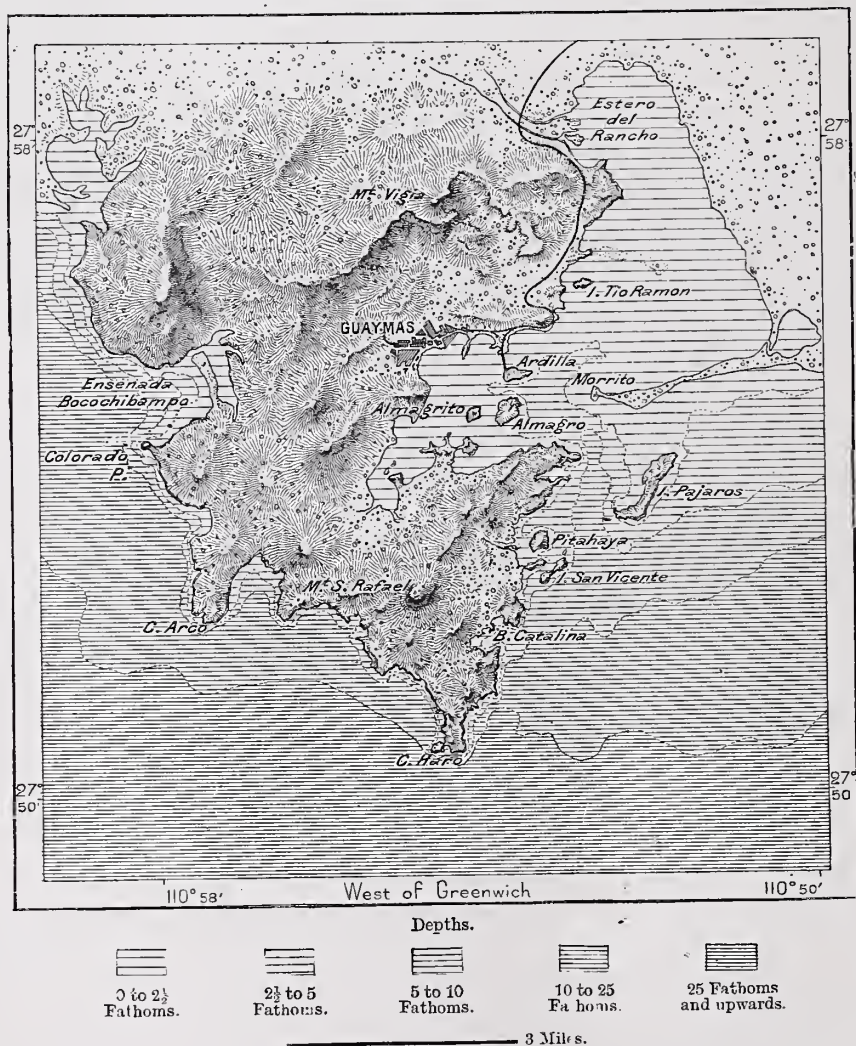 27°
58'
27°
58'
Estero
del
Rancho
Mt. Vigia
I. Tio Ramon
GUAYMAS
Ardilla
Morrito
Ensenada
Bocochibampo
Almagrito
Almagro
Colorado
P.
I. Pajaros
Pitahaya
Mt. S. Rafael
I. San Vicente
C. Arco
B. Catalina
C. Haro
27°
50'
27°
50
110°58'
West of Greenwich
110°50'
Depths.
0 to 2½
Fathoms.
2½ to 5
Fathoms.
5 to 10
Fathoms.
10 to 25
Fa homs.
25 Fathoms
and upwards.
3 Miles.